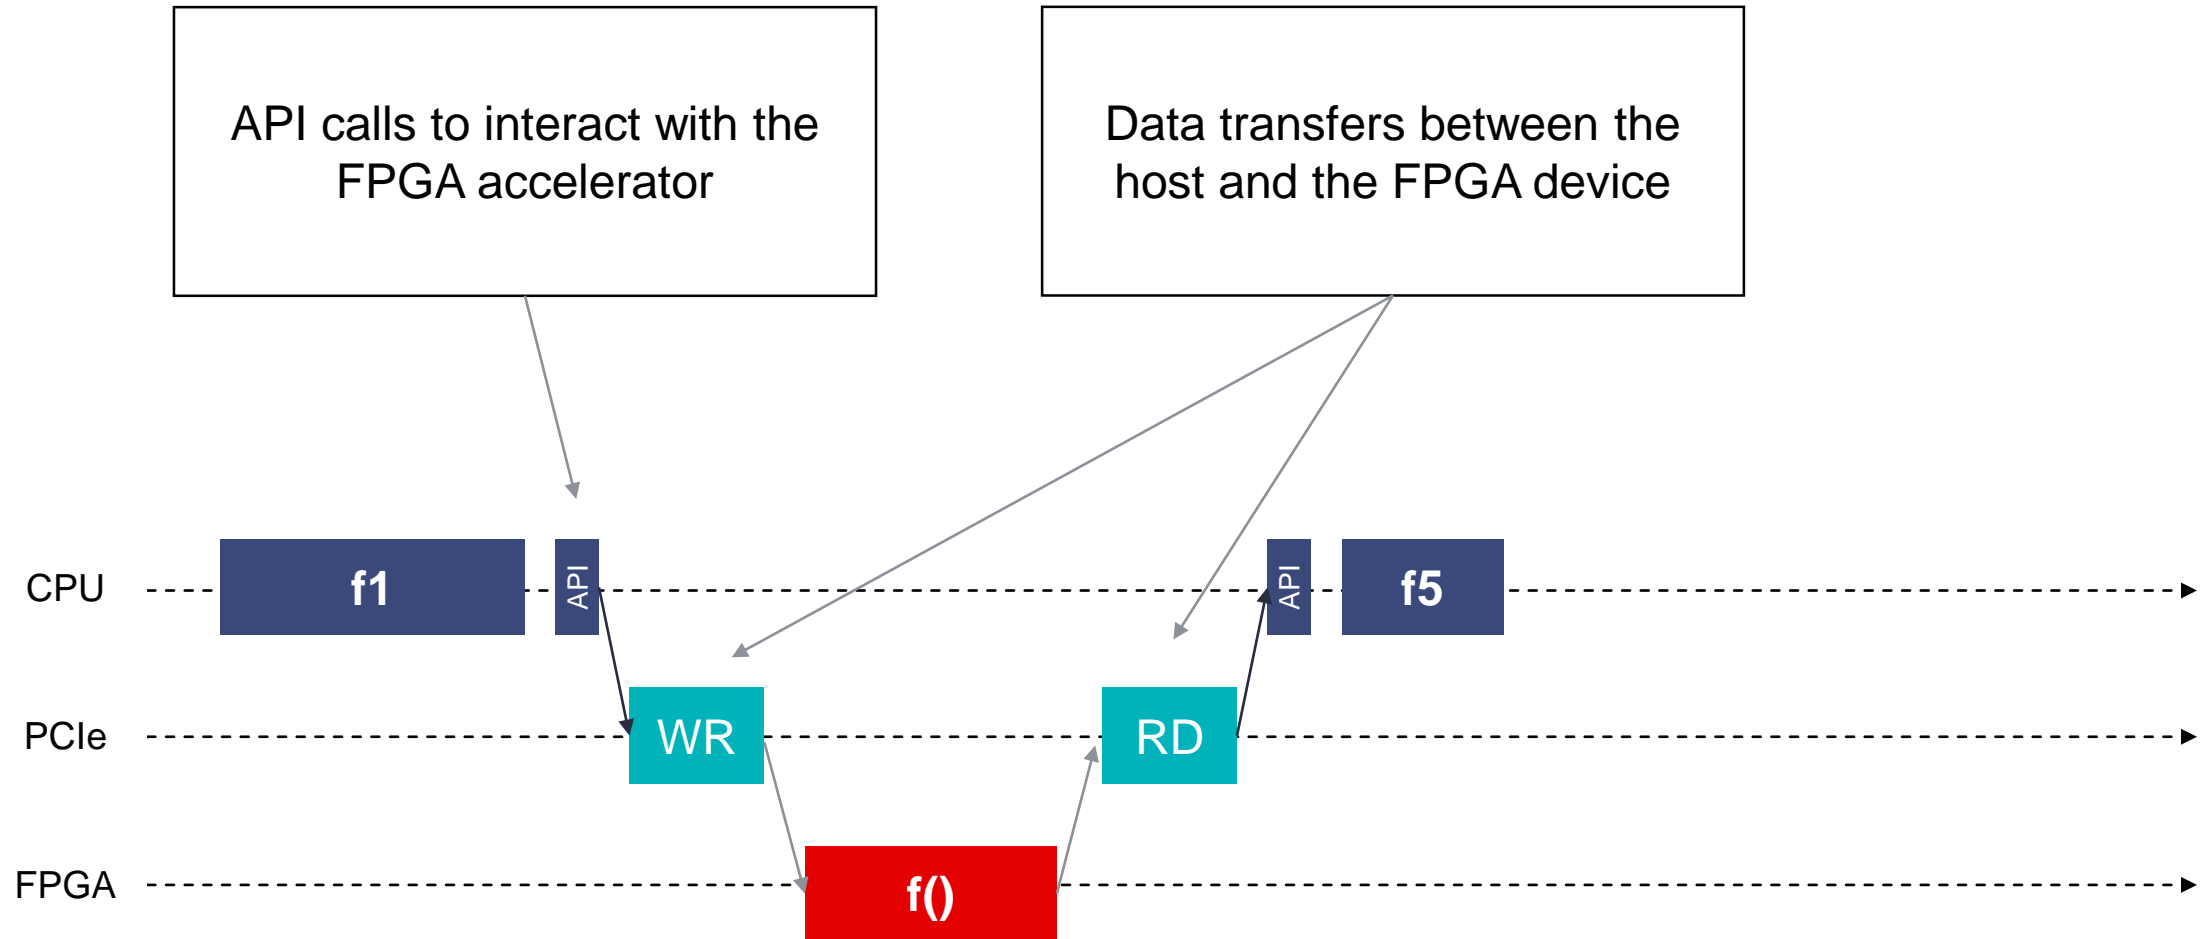 API calls to interact with the
FPGA accelerator
Data transfers between the
host and the FPGA device
CPU
f1
API
API
f5
PCIe
WR
RD
FPGA
f()